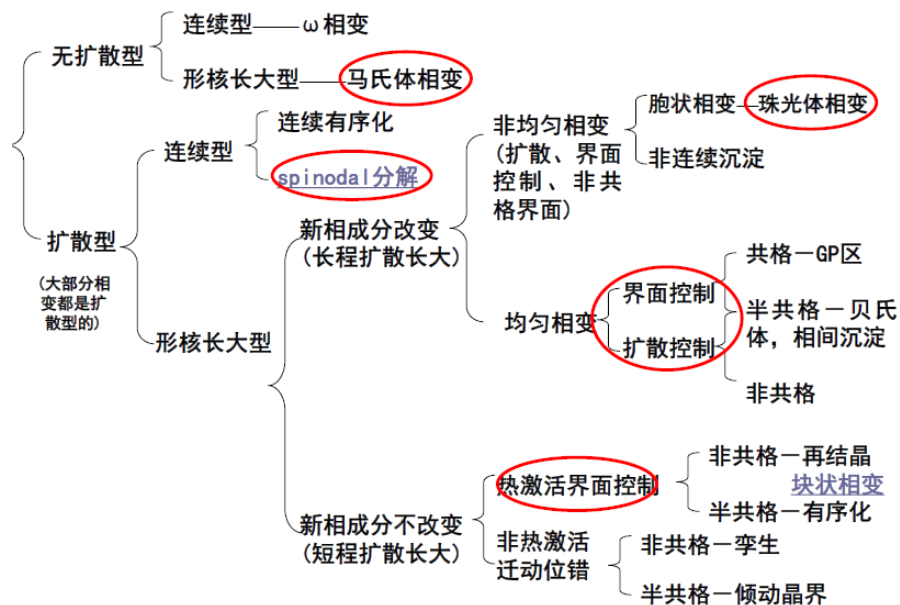 无扩散型
连续型——ω相变
形核长大型——马氏体相变
扩散型
(大部分相
变都是扩
散型的)
连续型
连续有序化
spinodal分解
形核长大型
新相成分改变
(长程扩散长大)
非均匀相变
(扩散、界面
控制、非共
格界面)
胞状相变—珠光体相变
非连续沉淀
均匀相变
界面控制
扩散控制
共格—GP区
半共格—贝氏
体，相间沉淀
非共格
新相成分不改变
(短程扩散长大)
热激活界面控制
非共格—再结晶
块状相变
半共格—有序化
非热激活
迁动位错
非共格—孪生
半共格—倾动晶界